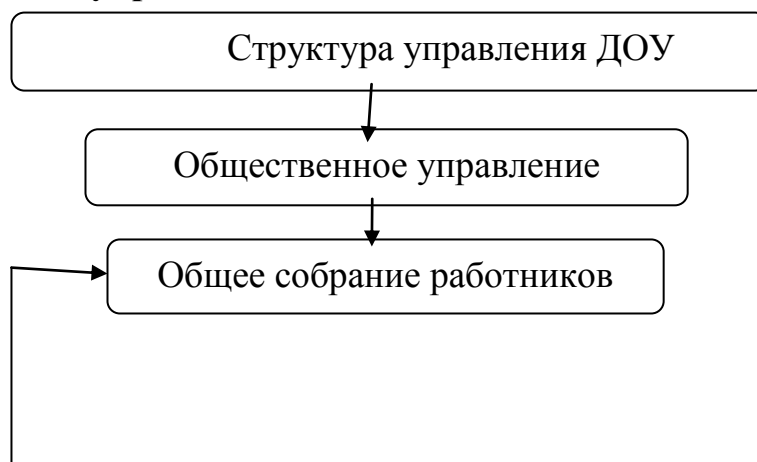 Структура управления ДОУ
Общественное управление
Общее собрание работников